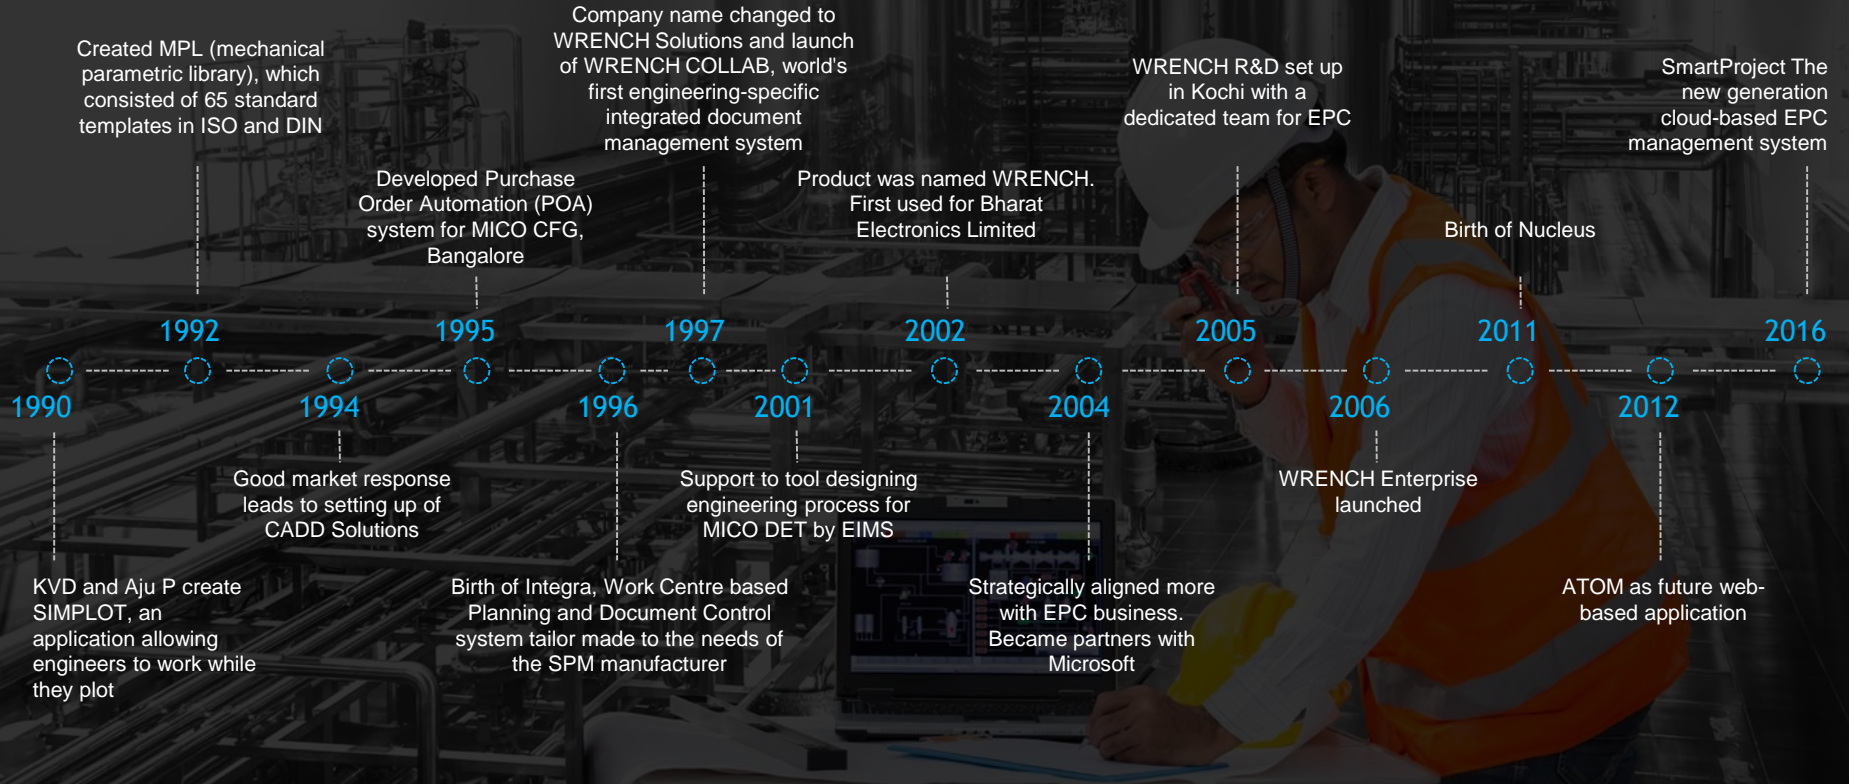 Created MPL (mechanical
parametric library), which
consisted of 65 standard
templates in ISO and DIN
Developed Purchase
Order Automation (POA)
system for MICO CFG,
Bangalore
Company name changed to
WRENCH Solutions and launch
of WRENCH COLLAB, world's
first engineering-specific
integrated document
management system
Product was named WRENCH.
First used for Bharat
Electronics Limited
WRENCH R&D set up
in Kochi with a
dedicated team for EPC
Birth of Nucleus
SmartProject The
new generation
cloud-based EPC
management system
1992
1995
1997
2002
2005
2011
2016
1990
1994
1996
2001
2004
2006
2012
KVD and Aju P create
SIMPLOT, an
application allowing
engineers to work while
they plot
Good market response
leads to setting up of
CADD Solutions
Birth of Integra, Work Centre based
Planning and Document Control
system tailor made to the needs of
the SPM manufacturer
Support to tool designing
engineering process for
MICO DET by EIMS
Strategically aligned more
with EPC business.
Became partners with
Microsoft
WRENCH Enterprise
launched
ATOM as future web-
based application